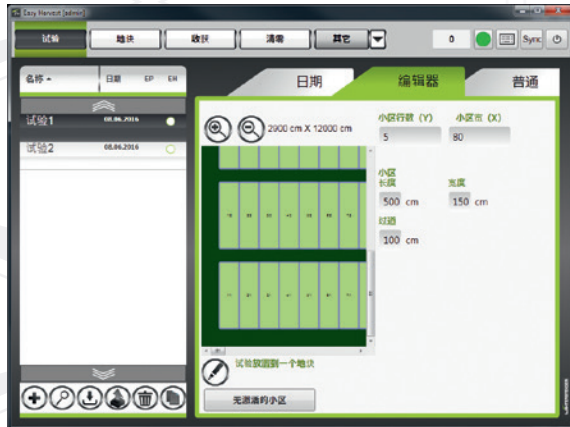 Easy Harvest [admin]
试验 地块 收获 清零 其它 0 Sync
名称 日期 EP EH
日期 编辑器 普通
试验1 08.06.2016
试验2 08.06.2016
2900 cm X 12000 cm
小区行数 (Y) 小区宽 (X)
5 80
小区
长度 宽度
500 cm 150 cm
过道
100 cm
试验放置到一个地块
无激活的小区